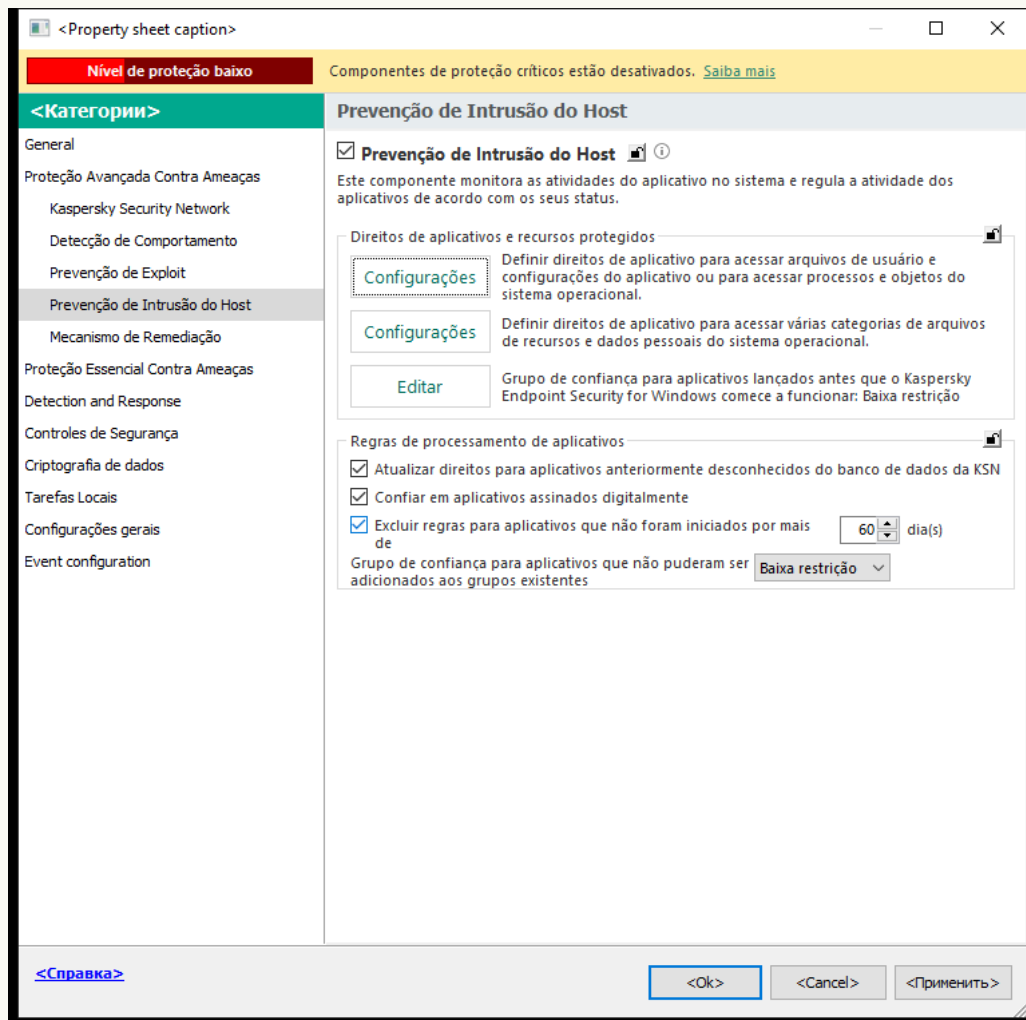 <Property sheet caption>
Nível de proteção baixo
Componentes de proteção críticos estão desativados. Saiba mais
<Категории>
General
Proteção Avançada Contra Ameaças
Kaspersky Security Network
Detecção de Comportamento
Prevenção de Exploit
Prevenção de Intrusão do Host
Mecanismo de Remediação
Proteção Essencial Contra Ameaças
Detection and Response
Controles de Segurança
Criptografia de dados
Tarefas Locais
Configurações gerais
Event configuration
Prevenção de Intrusão do Host
Prevenção de Intrusão do Host
Este componente monitora as atividades do aplicativo no sistema e regula a atividade dos
aplicativos de acordo com os seus status.
Direitos de aplicativos e recursos protegidos
Configurações
Definir direitos de aplicativo para acessar arquivos de usuário e
configurações do aplicativo ou para acessar processos e objetos do
sistema operacional.
Configurações
Definir direitos de aplicativo para acessar várias categorias de arquivos
de recursos e dados pessoais do sistema operacional.
Editar
Grupo de confiança para aplicativos lançados antes que o Kaspersky
Endpoint Security for Windows comece a funcionar: Baixa restrição
Regras de processamento de aplicativos
Atualizar direitos para aplicativos anteriormente desconhecidos do banco de dados da KSN
Confiar em aplicativos assinados digitalmente
Excluir regras para aplicativos que não foram iniciados por mais
de
60 dia(s)
Grupo de confiança para aplicativos que não puderam ser
adicionados aos grupos existentes
Baixa restrição
<Справка>
<Ok>
<Cancel>
<Применить>